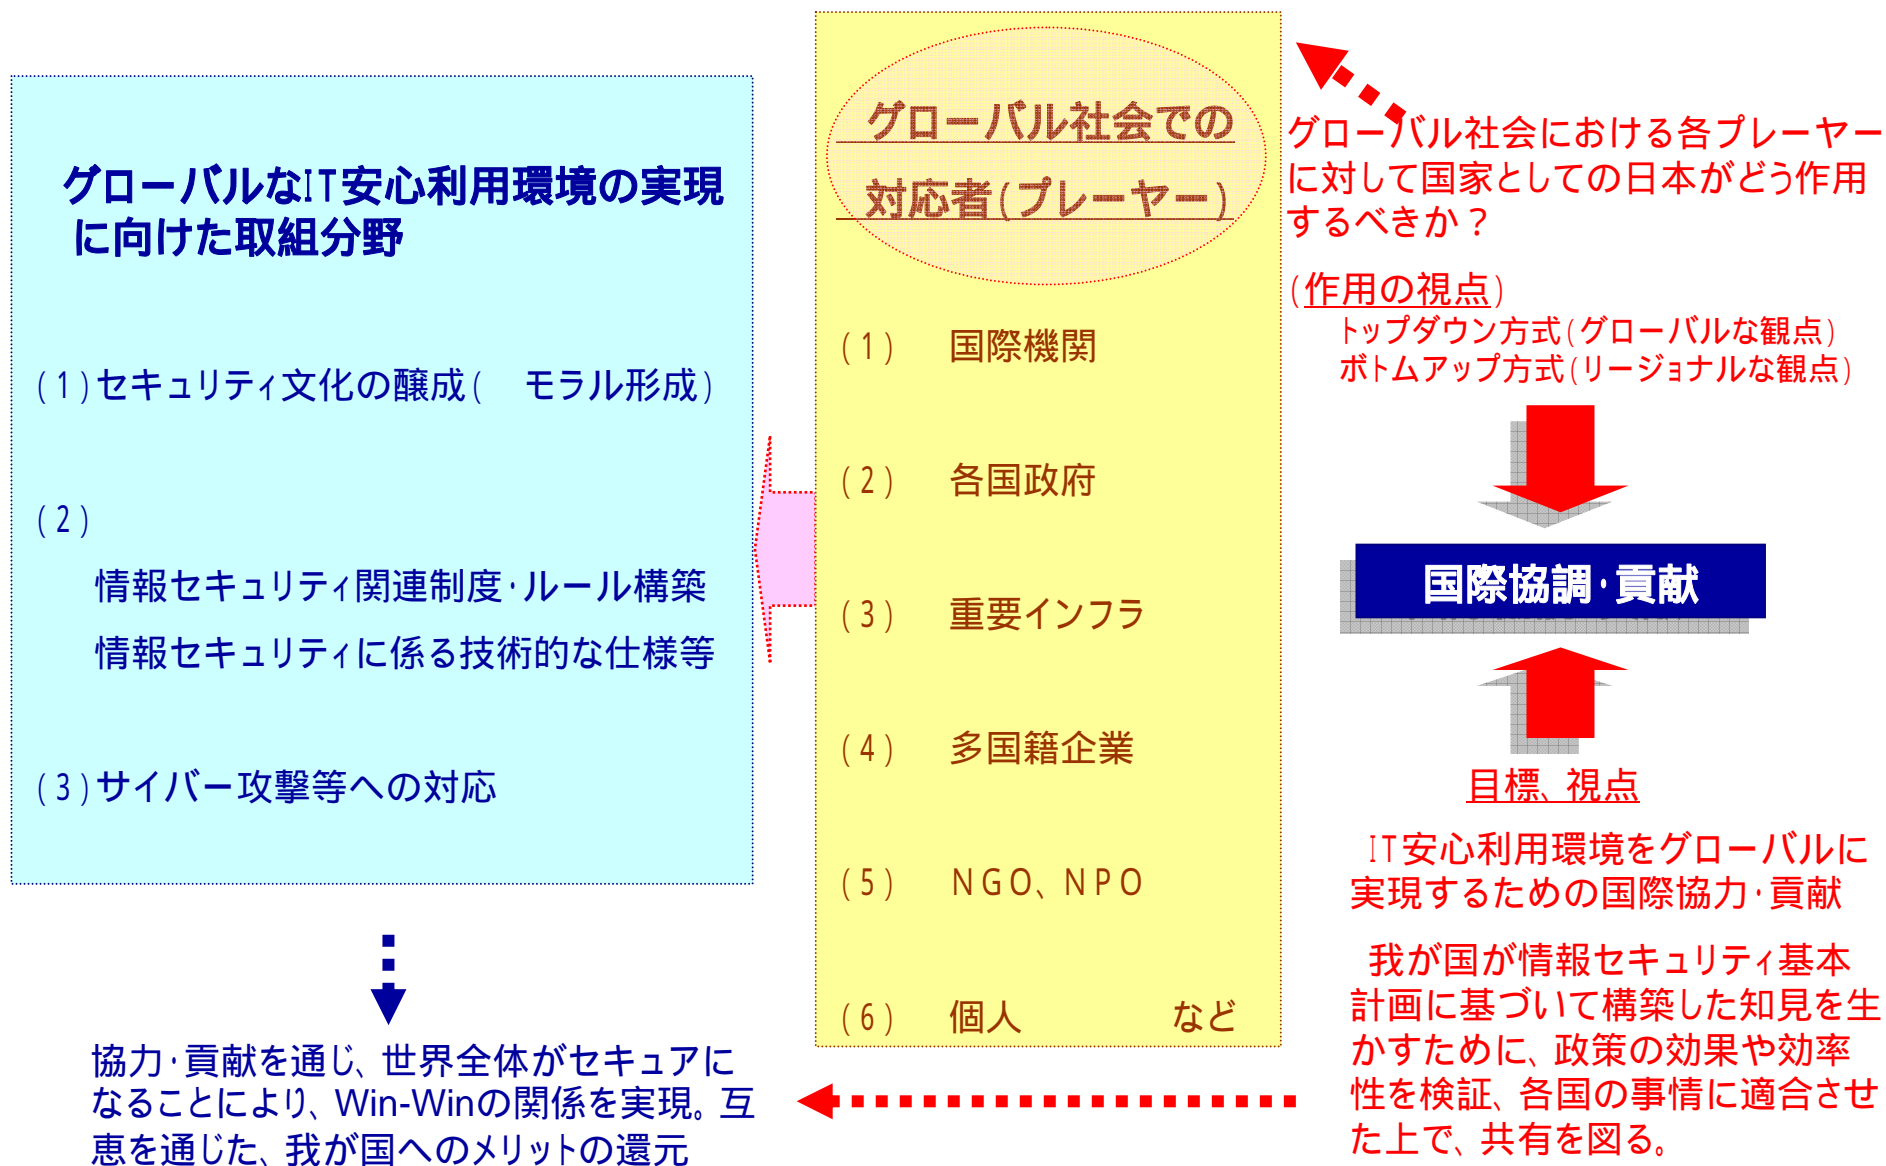 グローバルなIT安心利用環境の実現
に向けた取組分野
(1)セキュリティ文化の醸成(　モラル形成)
(2)
情報セキュリティ関連制度・ルール構築
情報セキュリティに係る技術的な仕様等
(3)サイバー攻撃等への対応
協力・貢献を通じ、世界全体がセキュアに
なることにより、Win-Winの関係を実現。互
恵を通じた、我が国へのメリットの還元
グローバル社会での
対応者(プレーヤー)
(1)　国際機関
(2)　各国政府
(3)　重要インフラ
(4)　多国籍企業
(5)　NGO、NPO
(6)　個人　　　　など
グローバル社会における各プレーヤー
に対して国家としての日本がどう作用
するべきか？
(作用の視点)
トップダウン方式(グローバルな観点)
ボトムアップ方式(リージョナルな観点)
国際協調・貢献
目標、視点
IT安心利用環境をグローバルに
実現するための国際協力・貢献
我が国が情報セキュリティ基本
計画に基づいて構築した知見を生
かすために、政策の効果や効率
性を検証、各国の事情に適合させ
た上で、共有を図る。